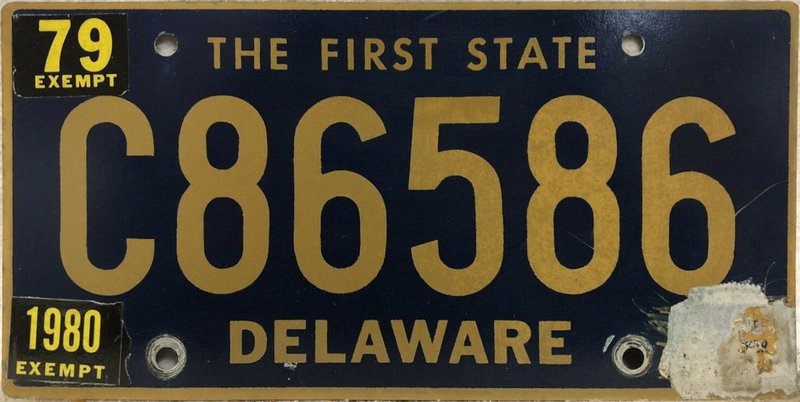 79
EXEMPT
THE FIRST STATE
C86586
1980
EXEMPT
DELAWARE